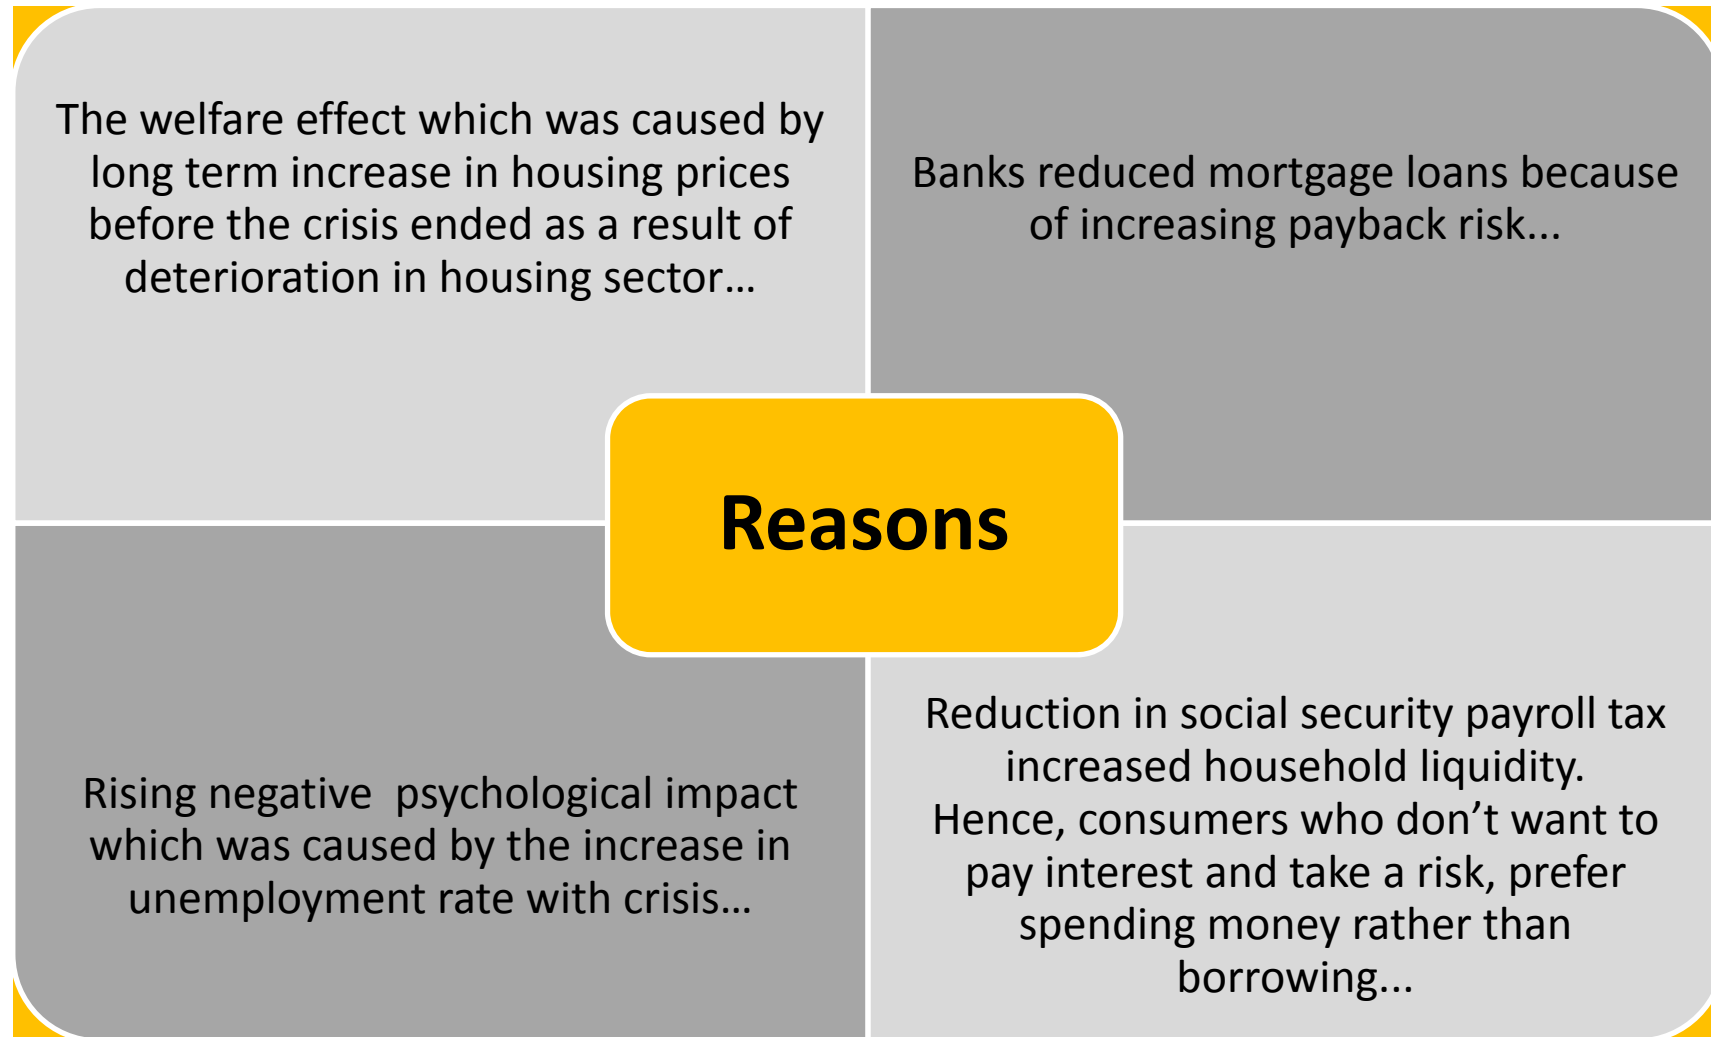 The welfare effect which was caused by
long term increase in housing prices
before the crisis ended as a result of
deterioration in housing sector…
Banks reduced mortgage loans because
of increasing payback risk...
Reasons
Rising negative  psychological impact
which was caused by the increase in
unemployment rate with crisis…
Reduction in social security payroll tax
increased household liquidity.
Hence, consumers who don’t want to
pay interest and take a risk, prefer
spending money rather than
borrowing...